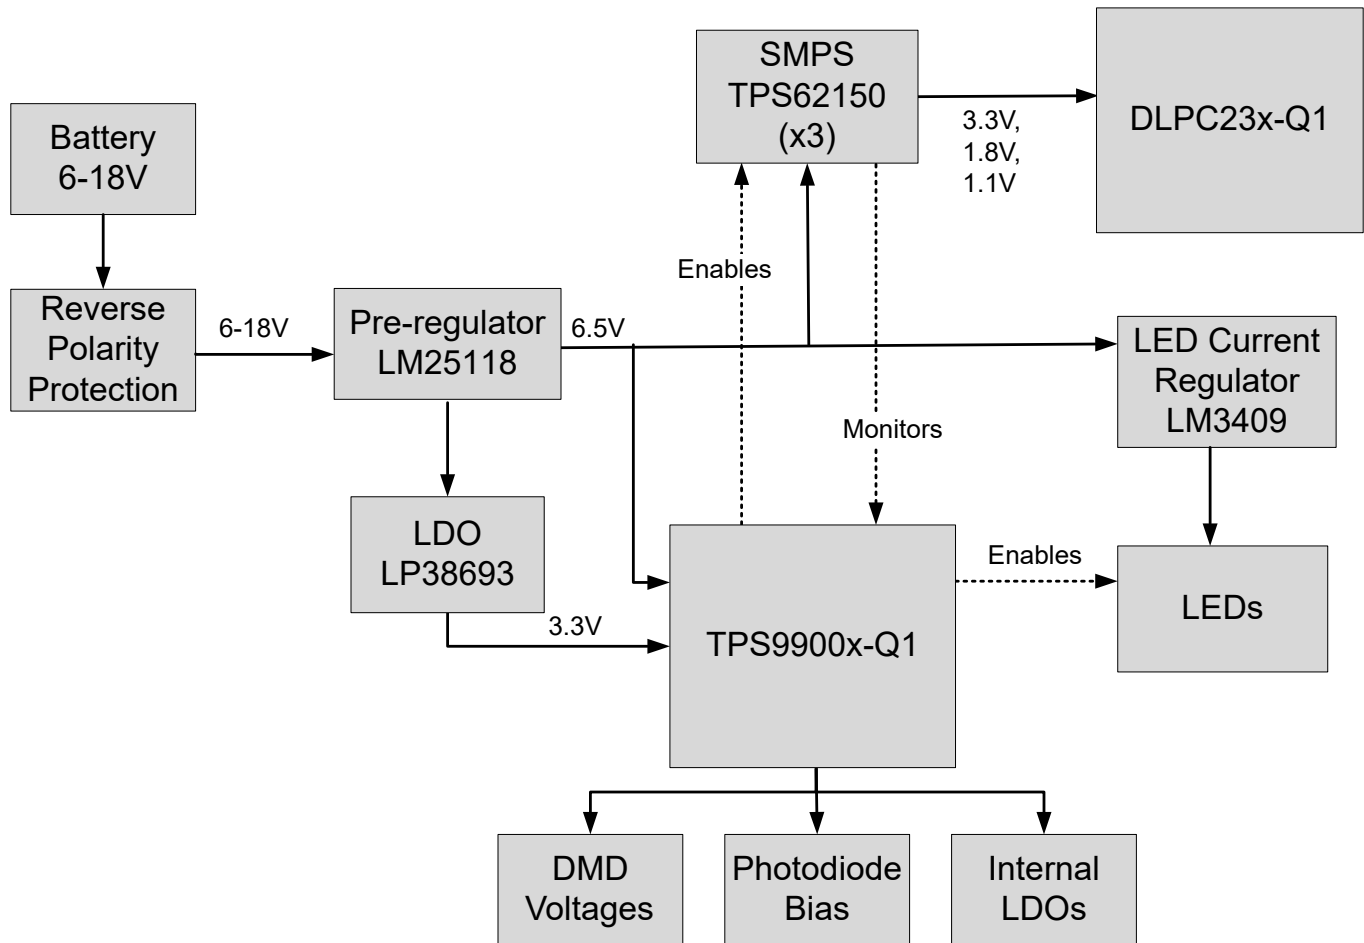 SMPS
TPS62150
(x3)
DLPC23x-Q1
3.3V,
1.8V,
1.1V
Battery
6-18V
Enables
Reverse
Polarity
Protection
6-18V
Pre-regulator
LM25118
6.5V
LED Current
Regulator
LM3409
Monitors
LDO
LP38693
3.3V
TPS9900x-Q1
Enables
LEDs
DMD
Voltages
Photodiode
Bias
Internal
LDOs